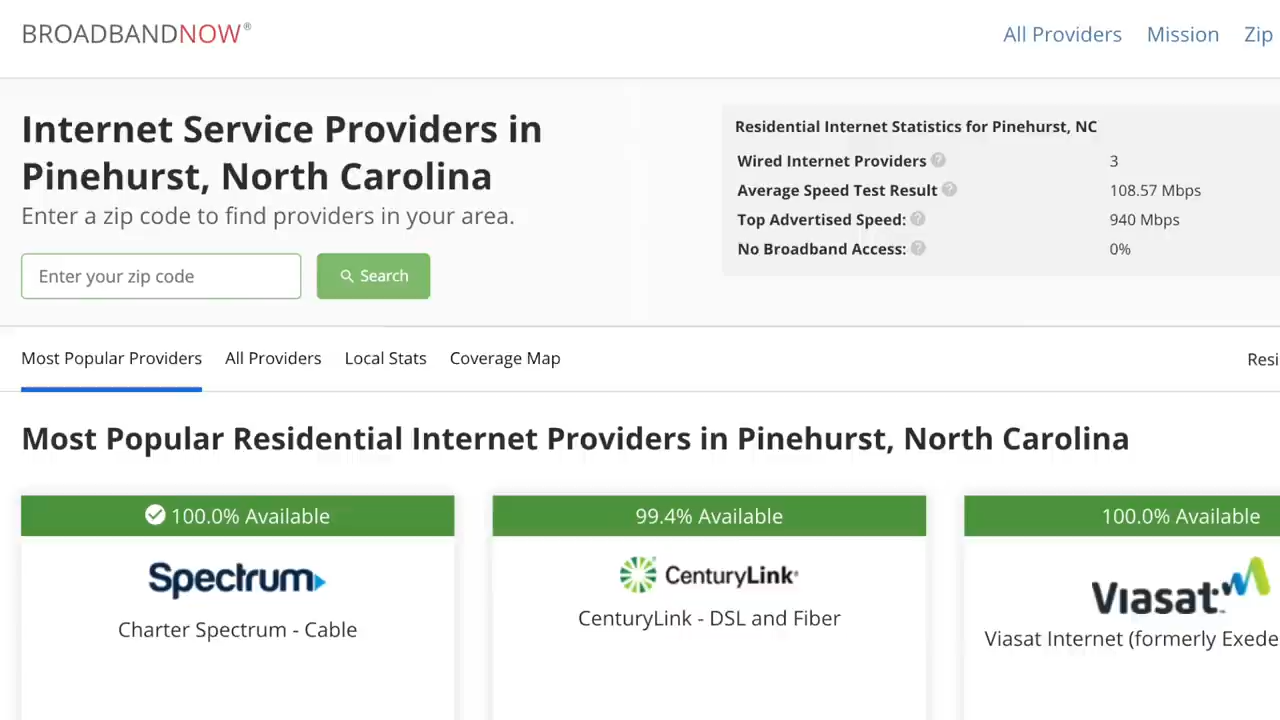 BROADBANDNOW®
All Providers Mission Zip
Internet Service Providers in
Pinehurst, North Carolina
Enter a zip code to find providers in your area.
Enter your zip code
Search
Residential Internet Statistics for Pinehurst, NC
Wired Internet Providers ? 3
Average Speed Test Result ? 108.57 Mbps
Top Advertised Speed: ? 940 Mbps
No Broadband Access: ? 0%
Most Popular Providers All Providers Local Stats Coverage Map
Resi
Most Popular Residential Internet Providers in Pinehurst, North Carolina
100.0% Available
Spectrum
Charter Spectrum - Cable
99.4% Available
CenturyLink®
CenturyLink - DSL and Fiber
100.0% Available
Viasat
Viasat Internet (formerly Exede